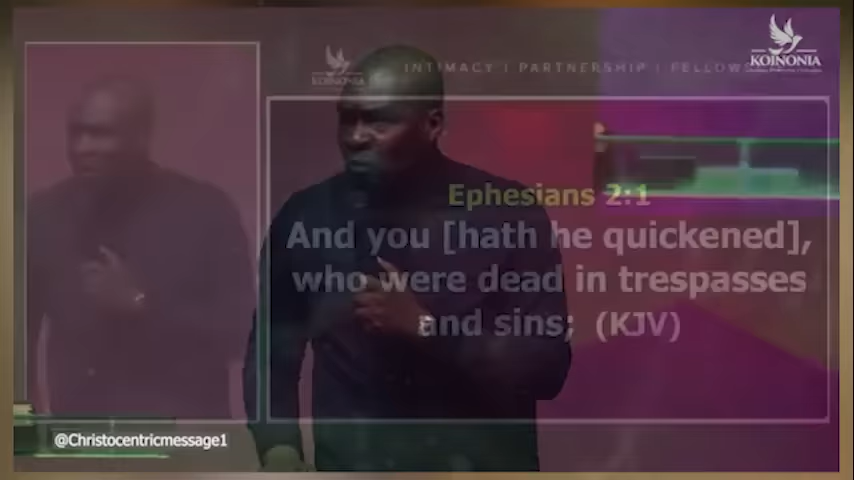 KOINONIA
INTIMACY | PARTNERSHIP | FELLOWS
KOINONIA
Ephesians 2:1
And you [hath he quickened],
who were dead in trespasses
and sins; (KJV)
@Christocentricmessage1